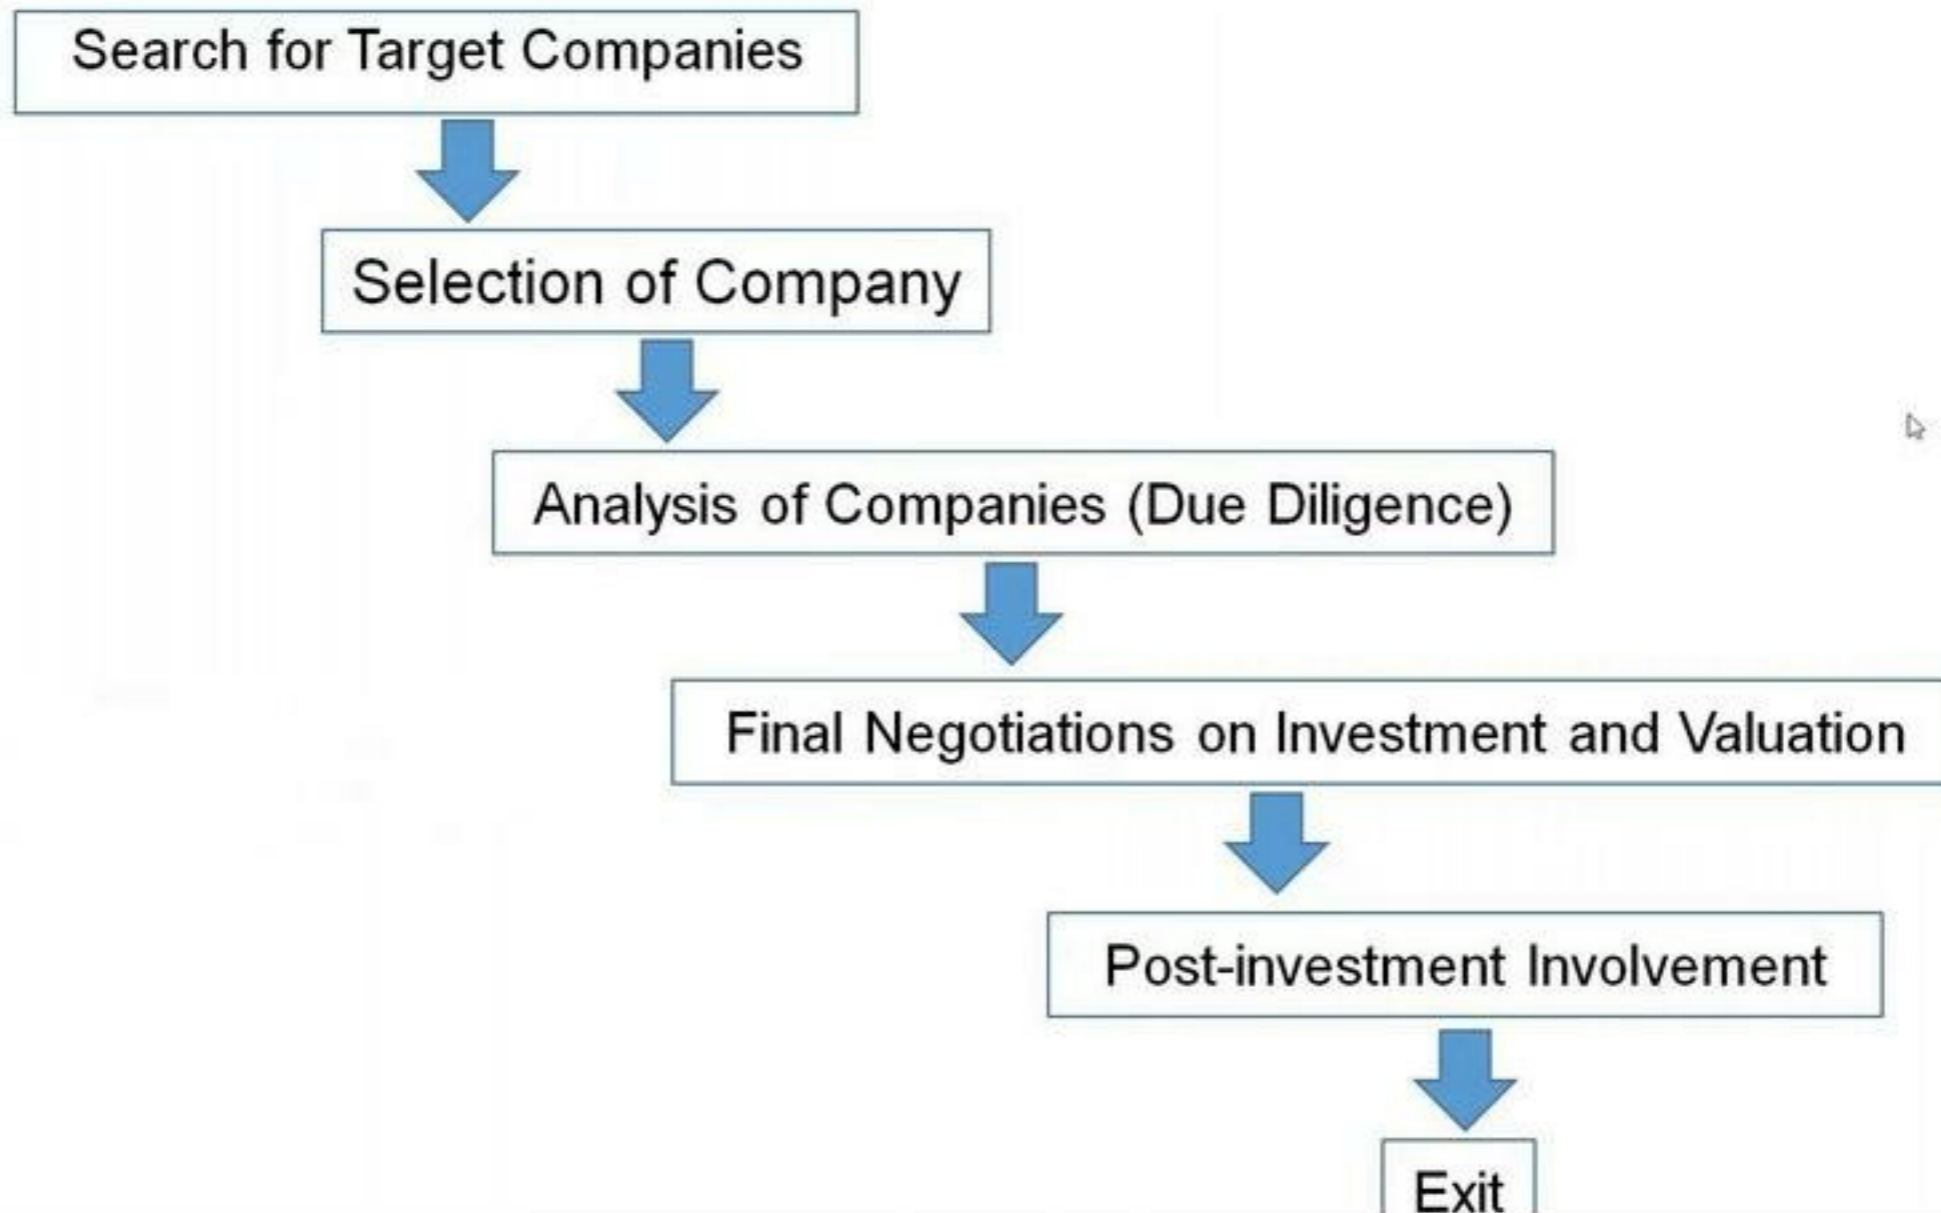 Search for Target Companies
Selection of Company
Analysis of Companies (Due Diligence)
Final Negotiations on Investment and Valuation
Post-investment Involvement
Exit